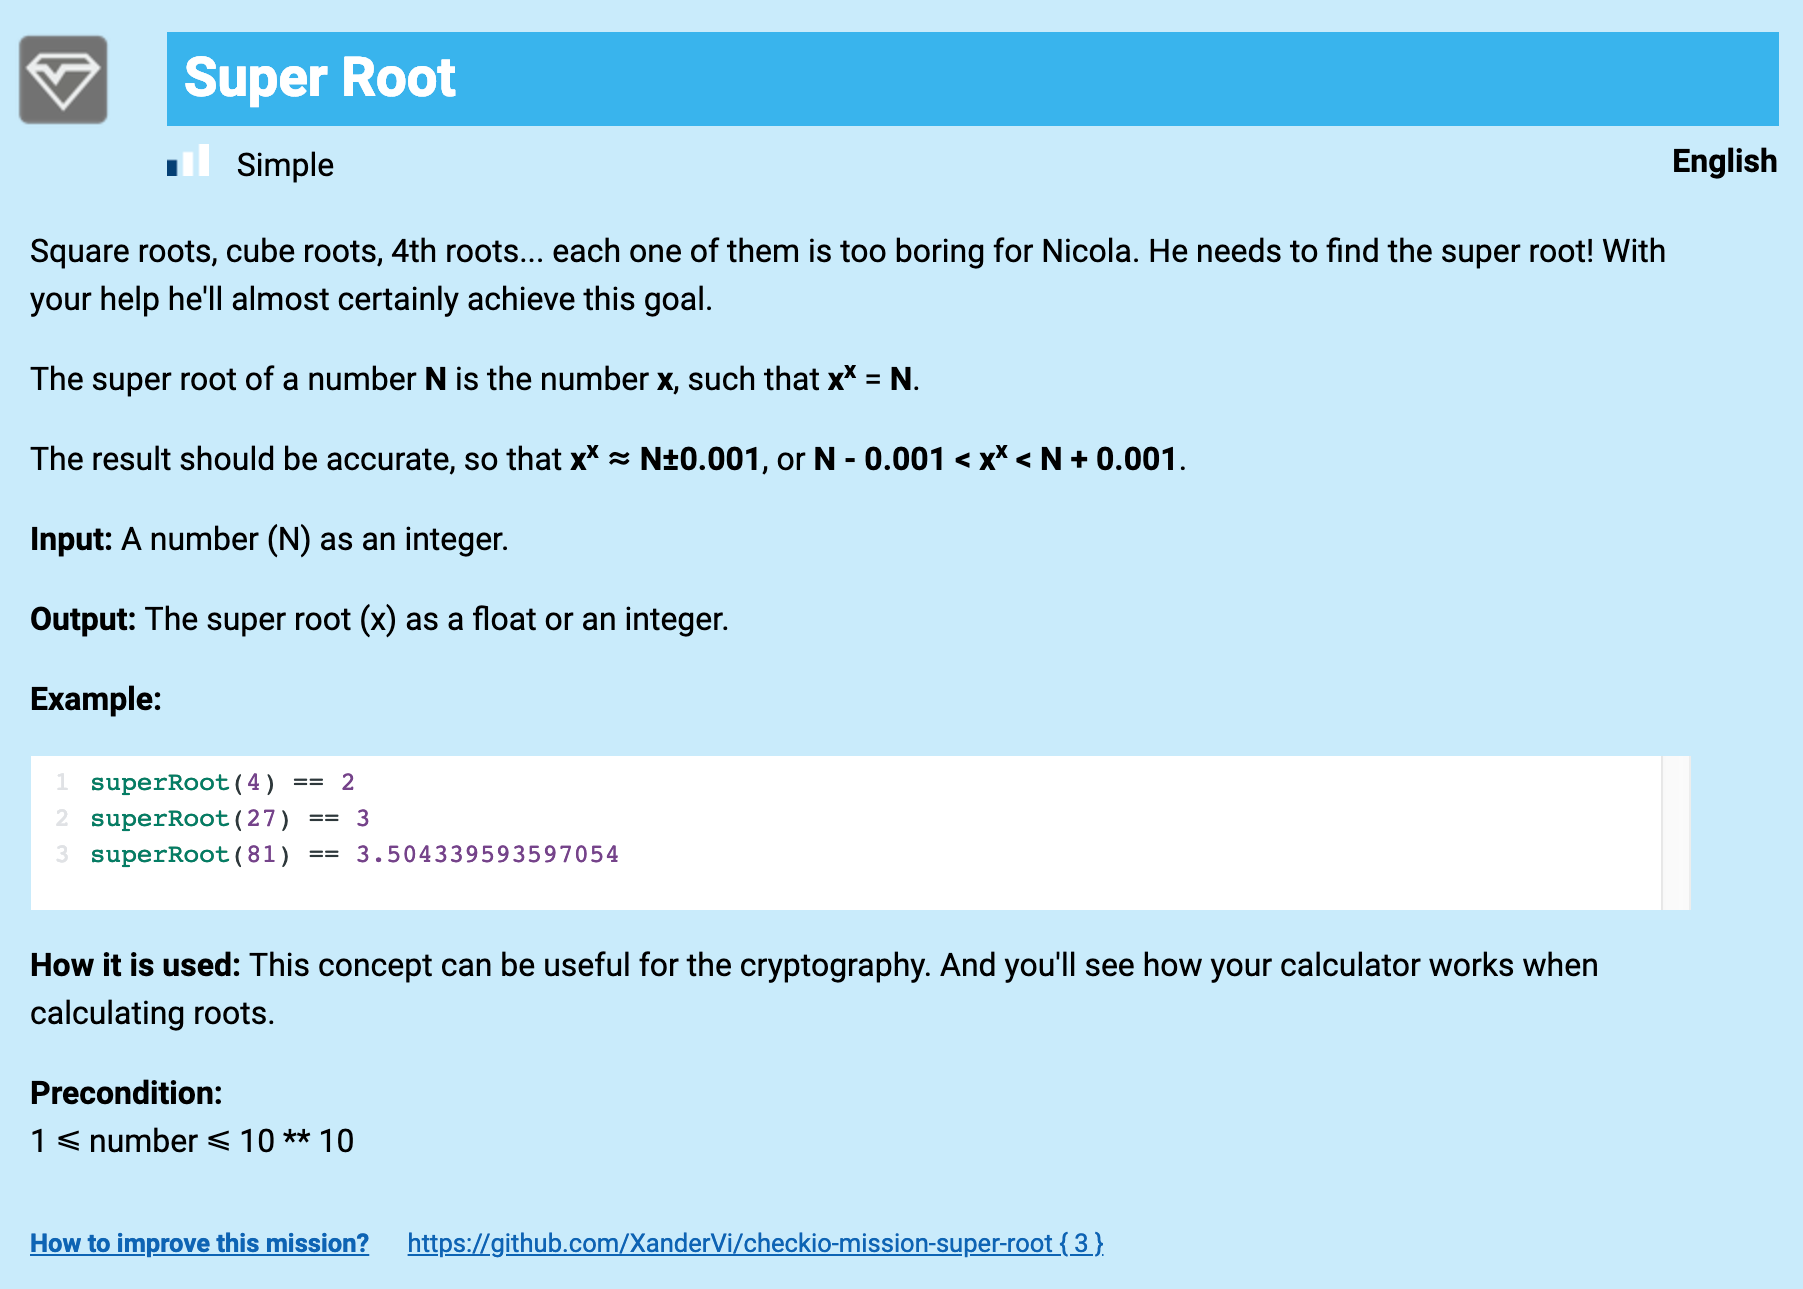 Super Root
Simple
English
Square roots, cube roots, 4th roots... each one of them is too boring for Nicola. He needs to find the super root! With
your help he'll almost certainly achieve this goal.
The super root of a number N is the number x, such that xˣ = N.
The result should be accurate, so that xˣ ≈ N±0.001, or N - 0.001 < xˣ < N + 0.001.
Input: A number (N) as an integer.
Output: The super root (x) as a float or an integer.
Example:
1 superRoot(4) == 2
2 superRoot(27) == 3
3 superRoot(81) == 3.504339593597054
How it is used: This concept can be useful for the cryptography. And you'll see how your calculator works when
calculating roots.
Precondition:
1 ⩽ number ⩽ 10 ** 10
How to improve this mission? https://github.com/XanderVi/checkio-mission-super-root { 3 }